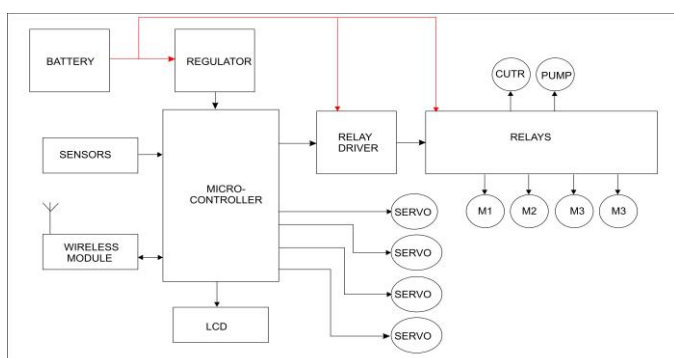 BATTERY
REGULATOR
CUTR
PUMP
SENSORS
MICRO-
CONTROLLER
RELAY
DRIVER
RELAYS
M1
M2
M3
M3
SERVO
WIRELESS
MODULE
SERVO
SERVO
LCD
SERVO